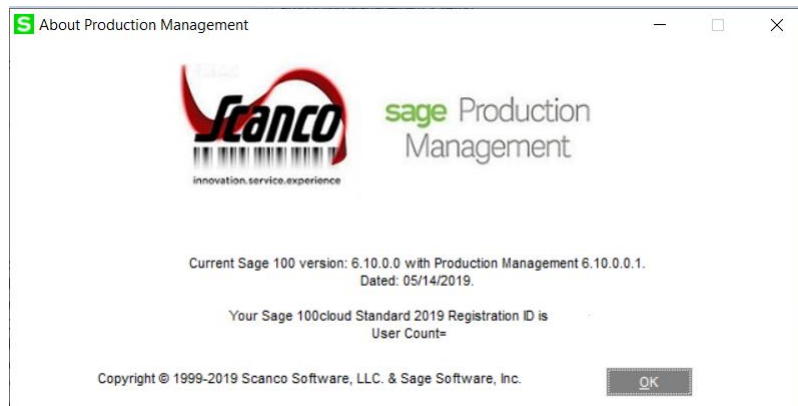 S About Production Management
Scanco
innovation.service.experience
sage Production
Management
Current Sage 100 version: 6.10.0.0 with Production Management 6.10.0.0.1.
Dated: 05/14/2019.
Your Sage 100cloud Standard 2019 Registration ID is
User Count=
Copyright © 1999-2019 Scanco Software, LLC. & Sage Software, Inc.
OK